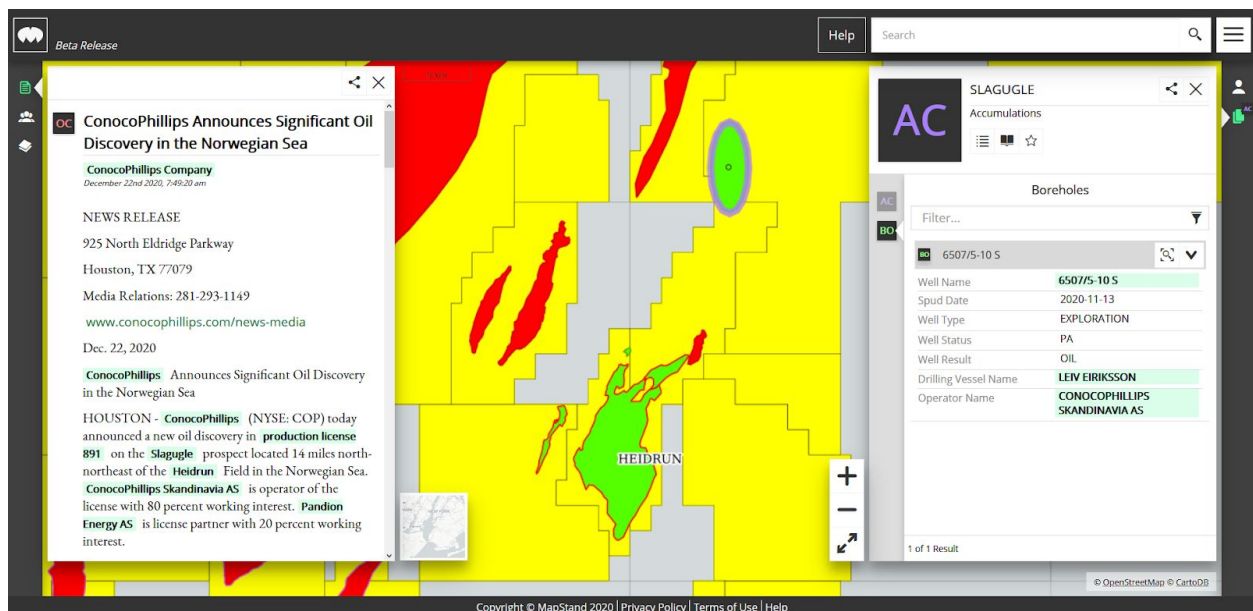 Beta Release
Help
Search
OC
ConocoPhillips Announces Significant Oil
Discovery in the Norwegian Sea
ConocoPhillips Company
December 22nd 2020, 7:49:20 am
NEWS RELEASE
925 North Eldridge Parkway
Houston, TX 77079
Media Relations: 281-293-1149
www.conocophillips.com/news-media
Dec. 22, 2020
ConocoPhillips Announces Significant Oil Discovery
in the Norwegian Sea
HOUSTON - ConocoPhillips (NYSE: COP) today
announced a new oil discovery in production license
891 on the Slagugle prospect located 14 miles north-
northeast of the Heidrun Field in the Norwegian Sea.
ConocoPhillips Skandinavia AS is operator of the
license with 80 percent working interest. Pandion
Energy AS is license partner with 20 percent working
interest.
HEIDRUN
AC
SLAGUGLE
Accumulations
AC
AC
BO
Boreholes
Filter...
BO 6507/5-10 S
Well Name 6507/5-10 S
Spud Date 2020-11-13
Well Type EXPLORATION
Well Status PA
Well Result OIL
Drilling Vessel Name LEIV EIRIKSSON
Operator Name CONOCOPHILLIPS
SKANDINAVIA AS
1 of 1 Result
© OpenStreetMap © CartoDB
Copyright © MapStand 2020 | Privacy Policy | Terms of Use | Help